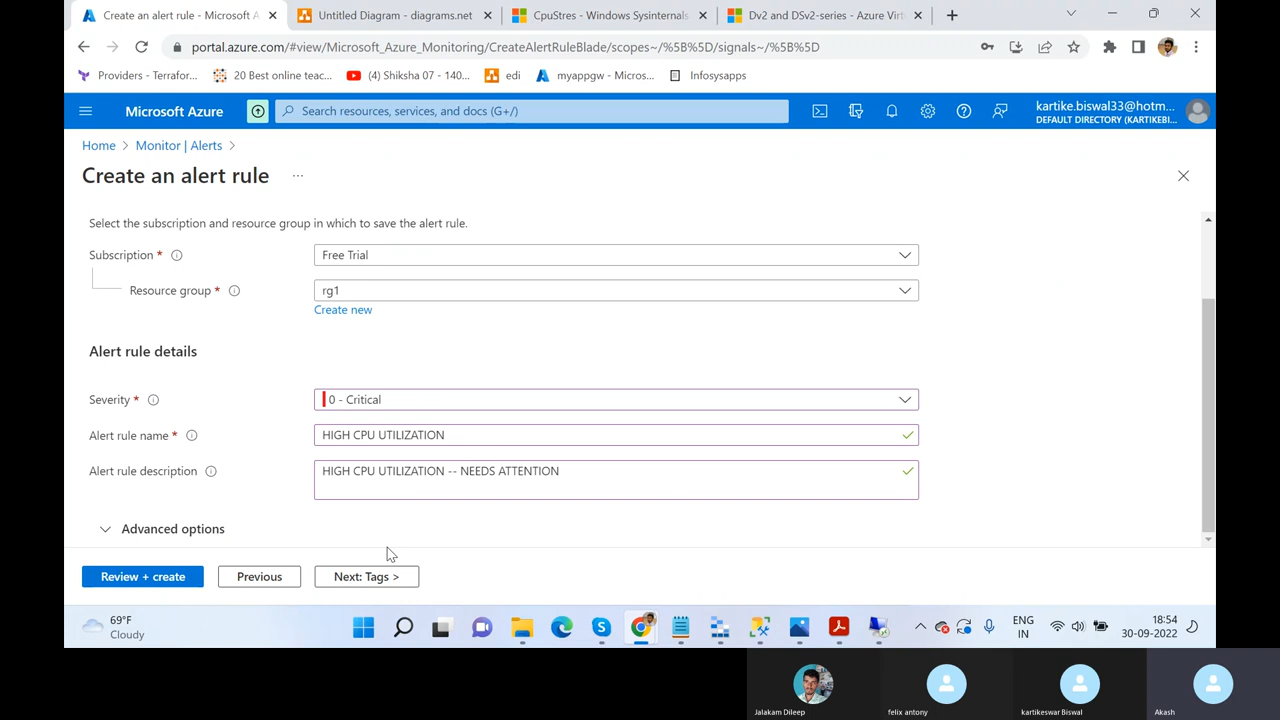 Create an alert rule - Microsoft A
Untitled Diagram - diagrams.net
CpuStres - Windows Sysinternals
Dv2 and DSv2-series - Azure Virt
portal.azure.com/#view/Microsoft_Azure_Monitoring/CreateAlertRuleBlade/scopes~/%5B%5D/signals~/%5B%5D
Providers - Terrafor...
20 Best online teac...
(4) Shiksha 07 - 140...
edi
myappgw - Micros...
Infosysapps
Microsoft Azure
Search resources, services, and docs (G+/)
kartike.biswal33@hotm...
DEFAULT DIRECTORY (KARTIKEBI...
Home > Monitor | Alerts >
Create an alert rule ...
Select the subscription and resource group in which to save the alert rule.
Subscription *
Free Trial
Resource group *
rg1
Create new
Alert rule details
Severity *
0 - Critical
Alert rule name *
HIGH CPU UTILIZATION
Alert rule description
HIGH CPU UTILIZATION -- NEEDS ATTENTION
Advanced options
Review + create
Previous
Next: Tags >
69°F
Cloudy
ENG
IN
18:54
30-09-2022
Jalakam Dileep
felix antony
kartikeswar Biswal
Akash